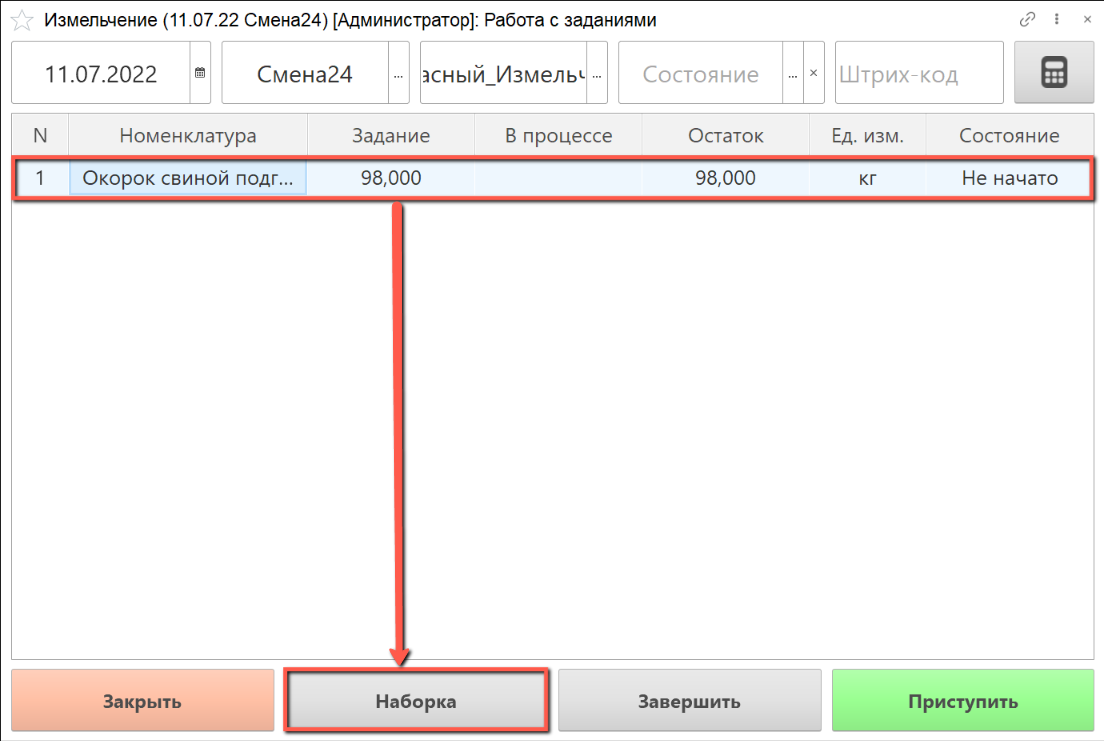 Измельчение (11.07.22 Смена24) [Администратор]: Работа с заданиями
11.07.2022 Смена24 ... асный_Измельч ... Состояние ... × Штрих-код
N Номенклатура Задание В процессе Остаток Ед. изм. Состояние
1 Окорок свиной подг... 98,000 98,000 кг Не начато
Закрыть Наборка Завершить Приступить